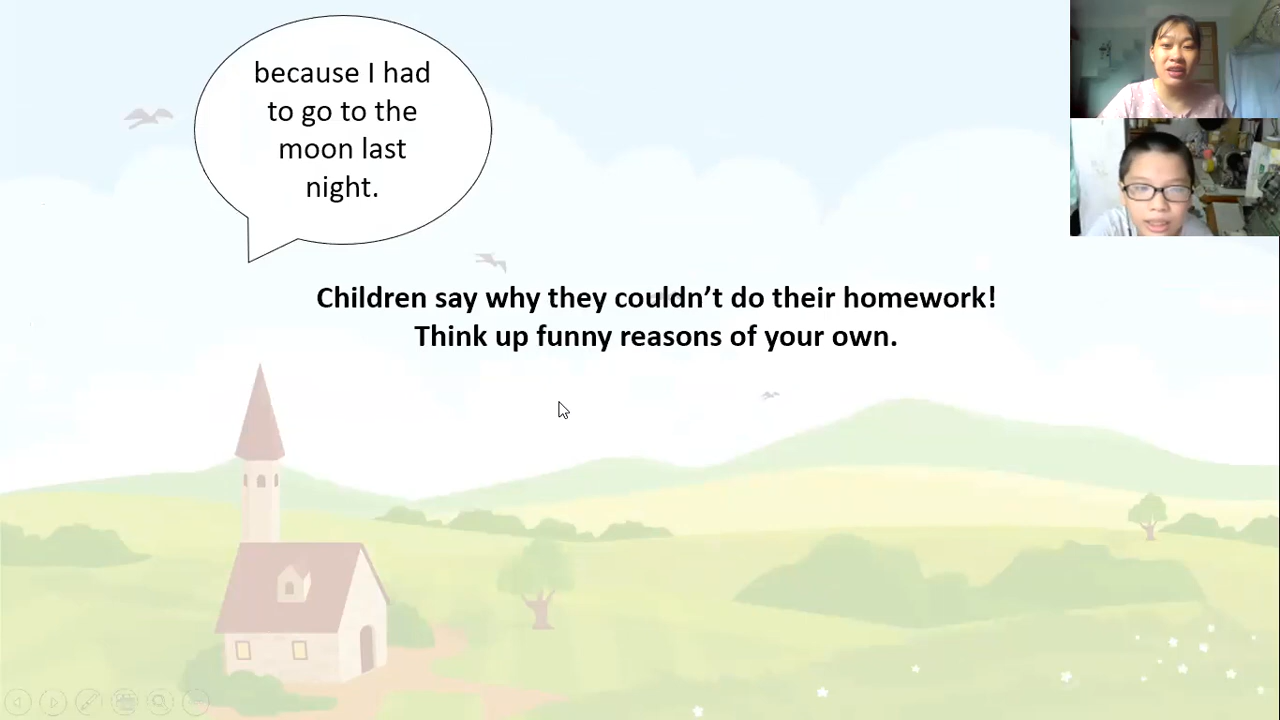 because I had
to go to the
moon last
night.
Children say why they couldn’t do their homework!
Think up funny reasons of your own.